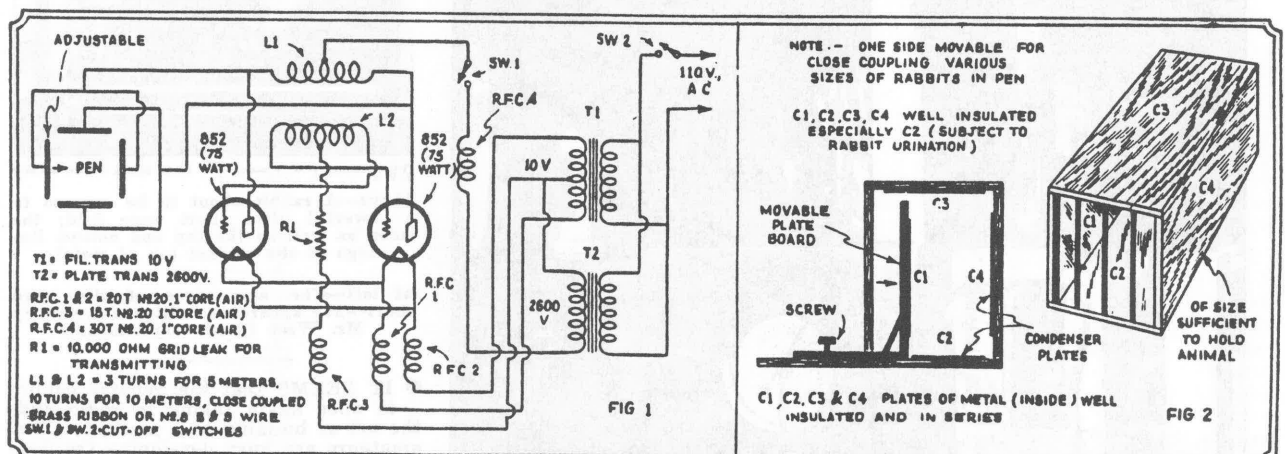 ADJUSTABLE
L1
SW.1
SW 2
110 V.,
A C
R.F.C.4
T1
L2
852
(75
WATT)
852
(75
WATT)
PEN
10 V
R1
T2
2600
V
R.F.C
1
R F C 2
R.F.C.3
FIG 1
T1= FIL. TRANS 10 V
T2= PLATE TRANS 2600V.
R.F.C. 1 & 2 = 20T №.20, 1" CORE (AIR)
R.F.C. 3 = 18T. №.20, 1" CORE (AIR)
R.F.C. 4 = 30T №.20, 1" CORE (AIR)
R1 = 10,000 OHM GRID LEAK FOR
TRANSMITTING
L1 & L2 = 3 TURNS FOR 5 METERS,
10 TURNS FOR 10 METERS, CLOSE COUPLED
BRASS RIBBON OR №.8 B & S WIRE
SW.1 & SW.2-CUT-OFF SWITCHES
NOTE.- ONE SIDE MOVABLE FOR
CLOSE COUPLING VARIOUS
SIZES OF RABBITS IN PEN
C1, C2, C3, C4 WELL INSULATED
ESPECIALLY C2 (SUBJECT TO
RABBIT URINATION)
MOVABLE
PLATE
BOARD
C3
C1
C4
SCREW
C2
CONDENSER
PLATES
C3
C4
C1
C2
OF SIZE
SUFFICIENT
TO HOLD
ANIMAL
C1, C2, C3 & C4 PLATES OF METAL (INSIDE) WELL
INSULATED AND IN SERIES
FIG 2